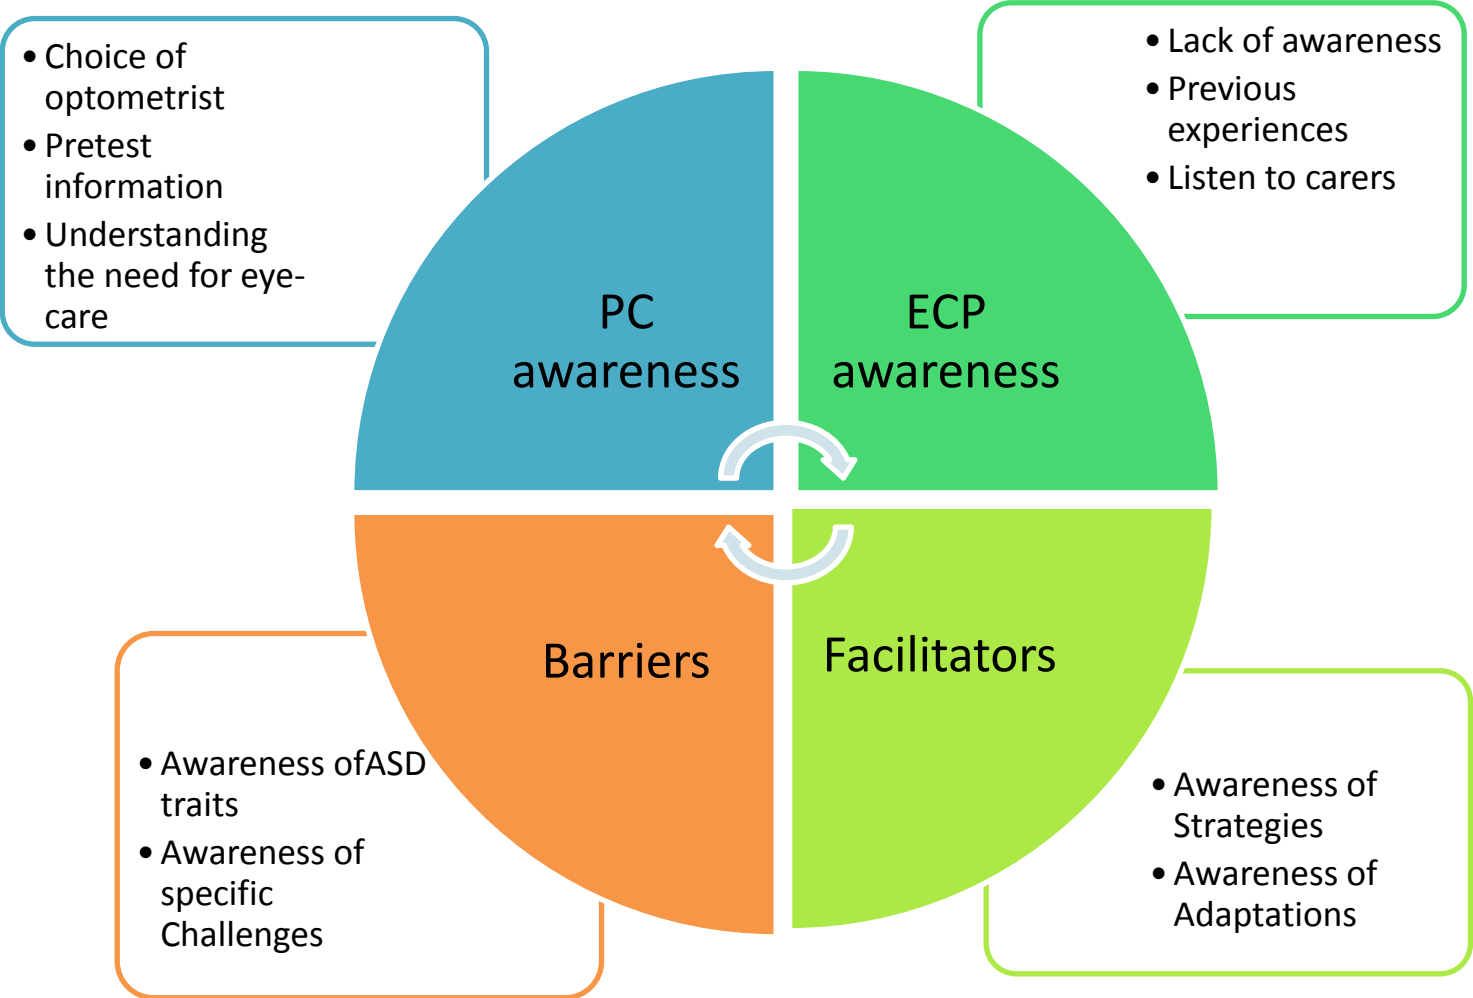 • Choice of
optometrist
• Pretest
information
• Understanding
the need for eye-
care
• Lack of awareness
• Previous
experiences
• Listen to carers
PC
awareness
ECP
awareness
Barriers
Facilitators
• Awareness ofASD
traits
• Awareness of
specific
Challenges
• Awareness of
Strategies
• Awareness of
Adaptations